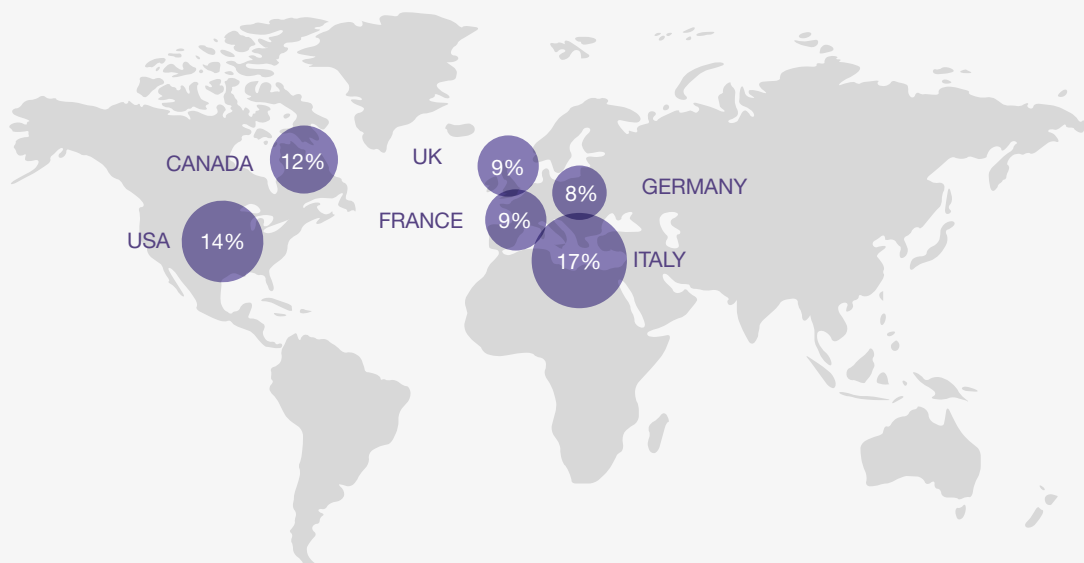 CANADA 12%
UK 9%
8% GERMANY
FRANCE 9%
USA 14%
17% ITALY